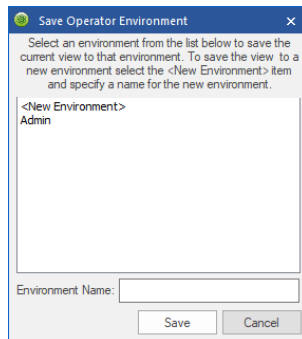 Save Operator Environment
Select an environment from the list below to save the
current view to that environment. To save the view to a
new environment select the <New Environment> item
and specify a name for the new environment.
<New Environment>
Admin
Environment Name:
Save Cancel